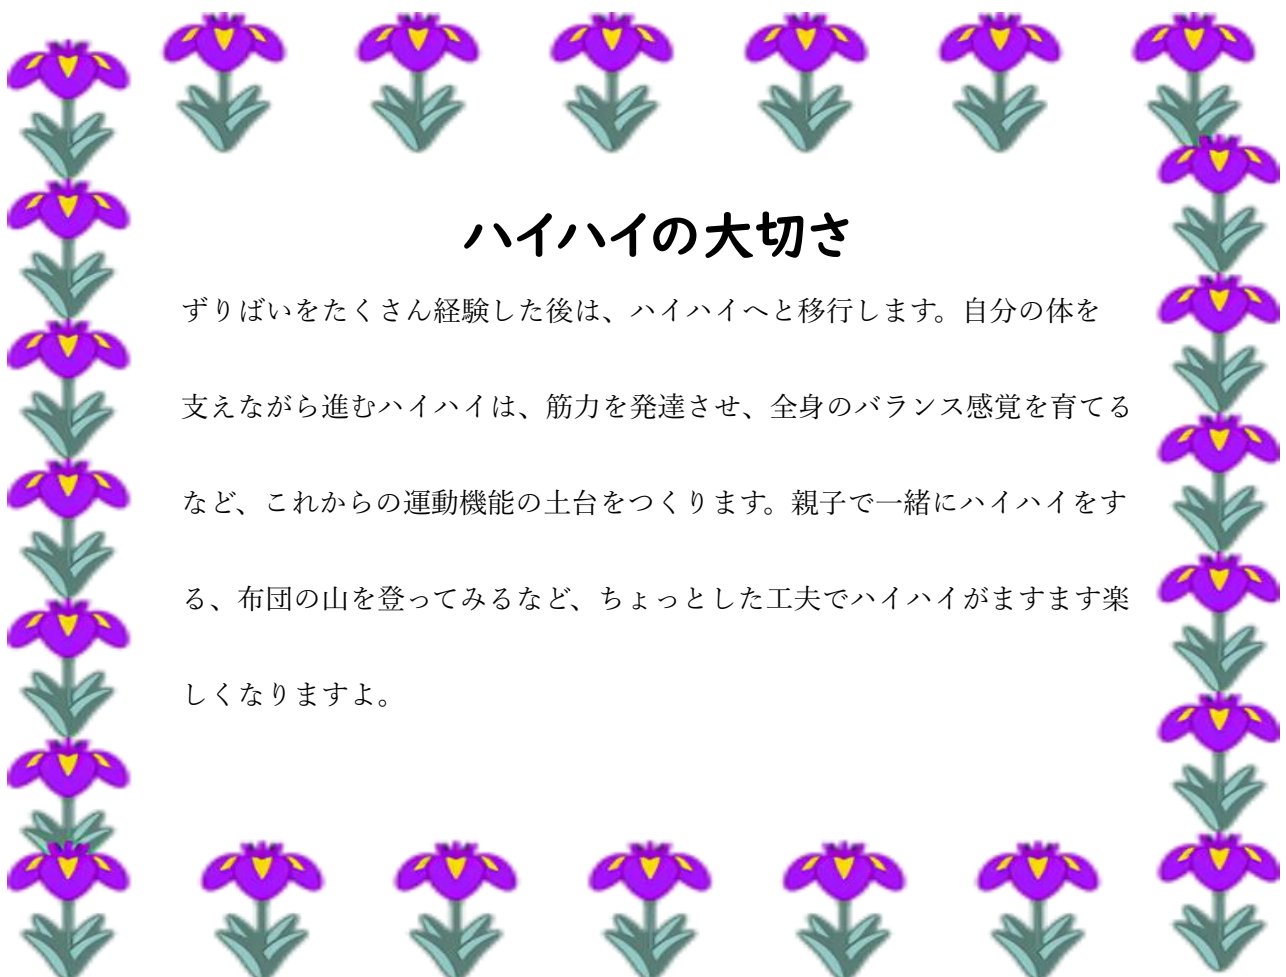 ハイハイの大切さ
ずりばいをたくさん経験した後は、ハイハイへと移行します。自分の体を
支えながら進むハイハイは、筋力を発達させ、全身のバランス感覚を育てる
など、これからの運動機能の土台をつくります。親子で一緒にハイハイをす
る、布団の山を登ってみるなど、ちょっとした工夫でハイハイがますます楽
しくなりますよ。